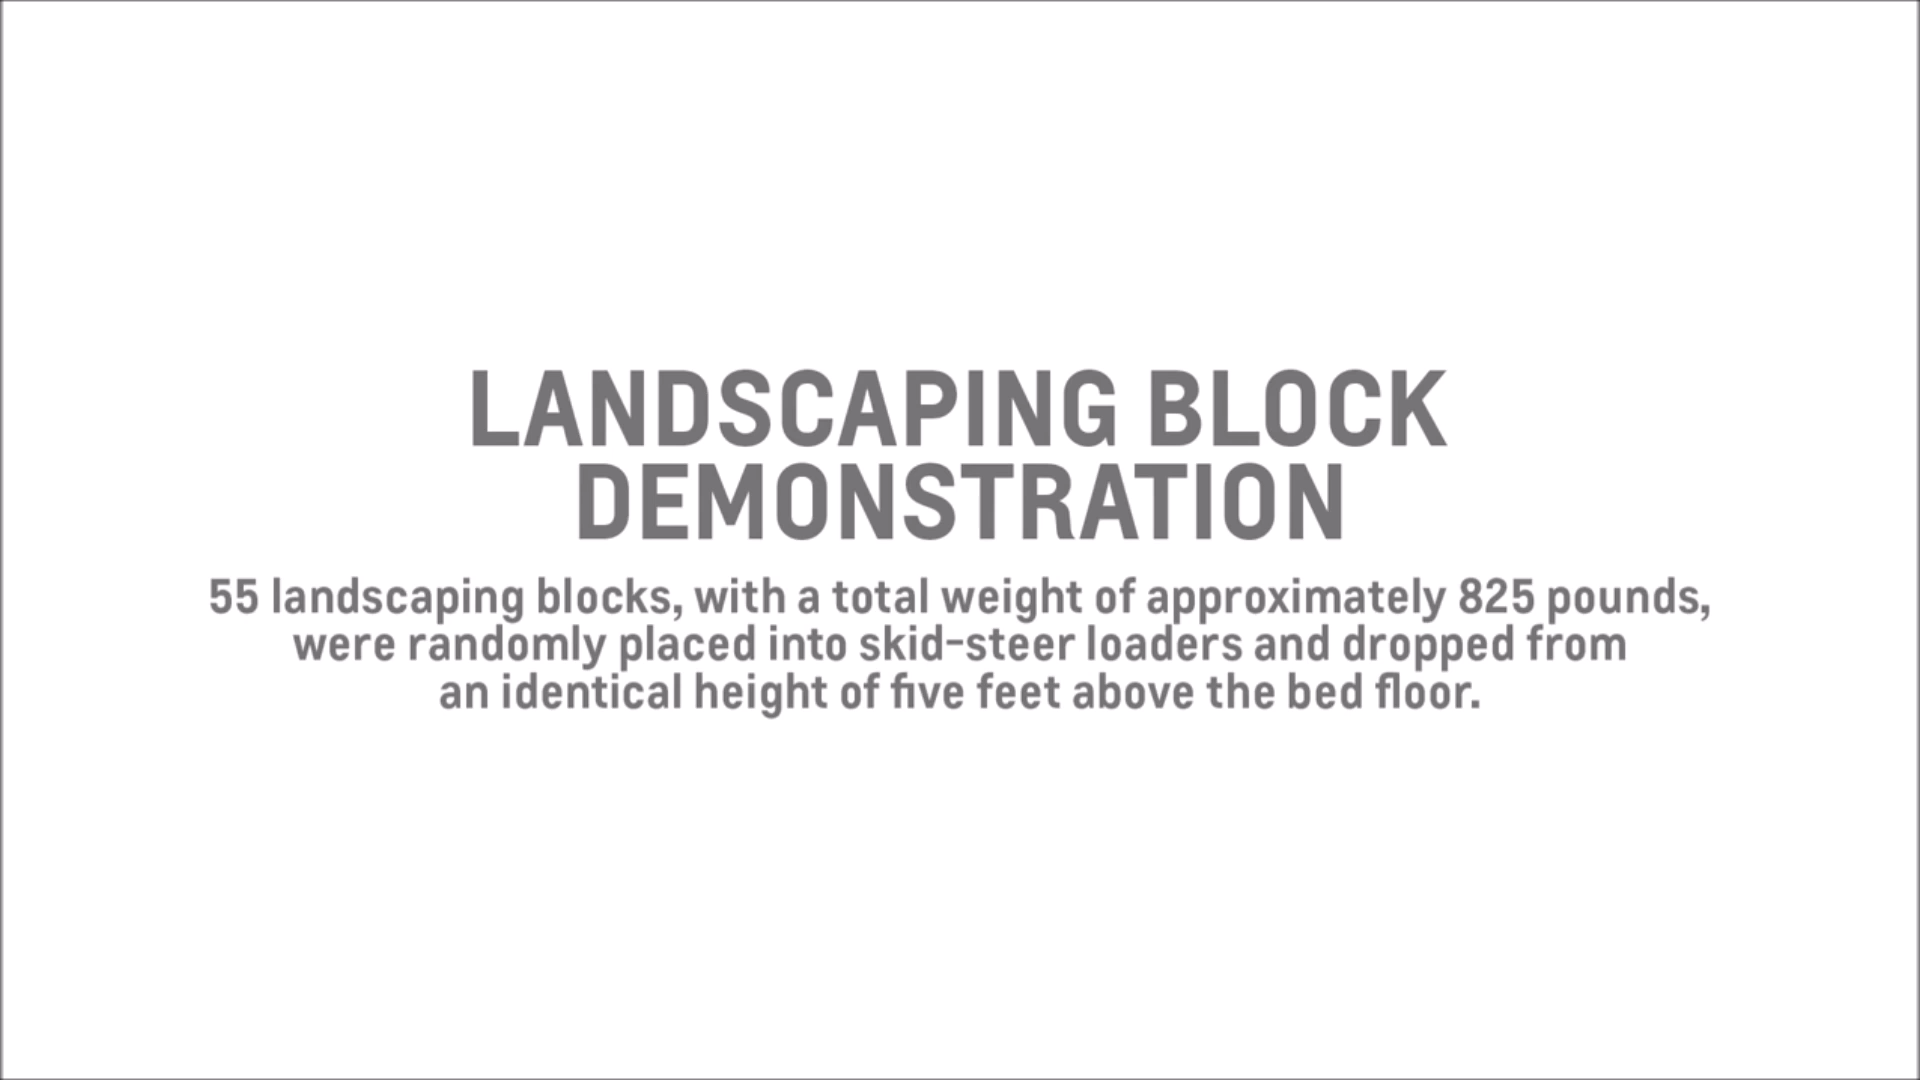 LANDSCAPING BLOCK
DEMONSTRATION
55 landscaping blocks, with a total weight of approximately 825 pounds,
were randomly placed into skid-steer loaders and dropped from
an identical height of five feet above the bed floor.